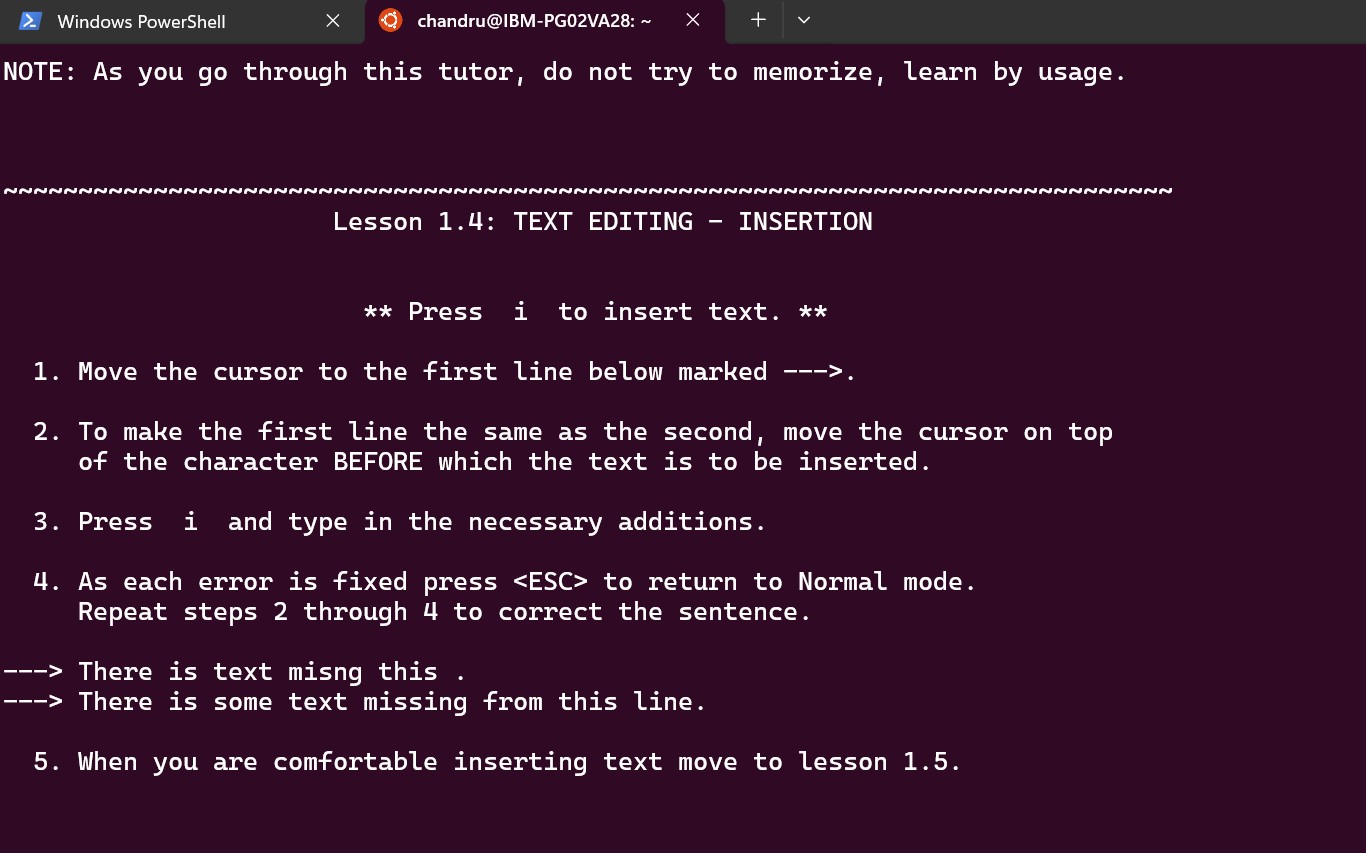 Windows PowerShell
chandru@IBM-PG02VA28: ~
NOTE: As you go through this tutor, do not try to memorize, learn by usage.
~~~~~~~~~~~~~~~~~~~~~~~~~~~~~~~~~~~~~~~~~~~~~~~~~~~~~~~~~~~~~~~~~~~~~~~~~~~~~~
Lesson 1.4: TEXT EDITING - INSERTION
** Press  i  to insert text. **
1. Move the cursor to the first line below marked --->.
2. To make the first line the same as the second, move the cursor on top
of the character BEFORE which the text is to be inserted.
3. Press  i  and type in the necessary additions.
4. As each error is fixed press <ESC> to return to Normal mode.
Repeat steps 2 through 4 to correct the sentence.
---> There is text misng this .
---> There is some text missing from this line.
5. When you are comfortable inserting text move to lesson 1.5.